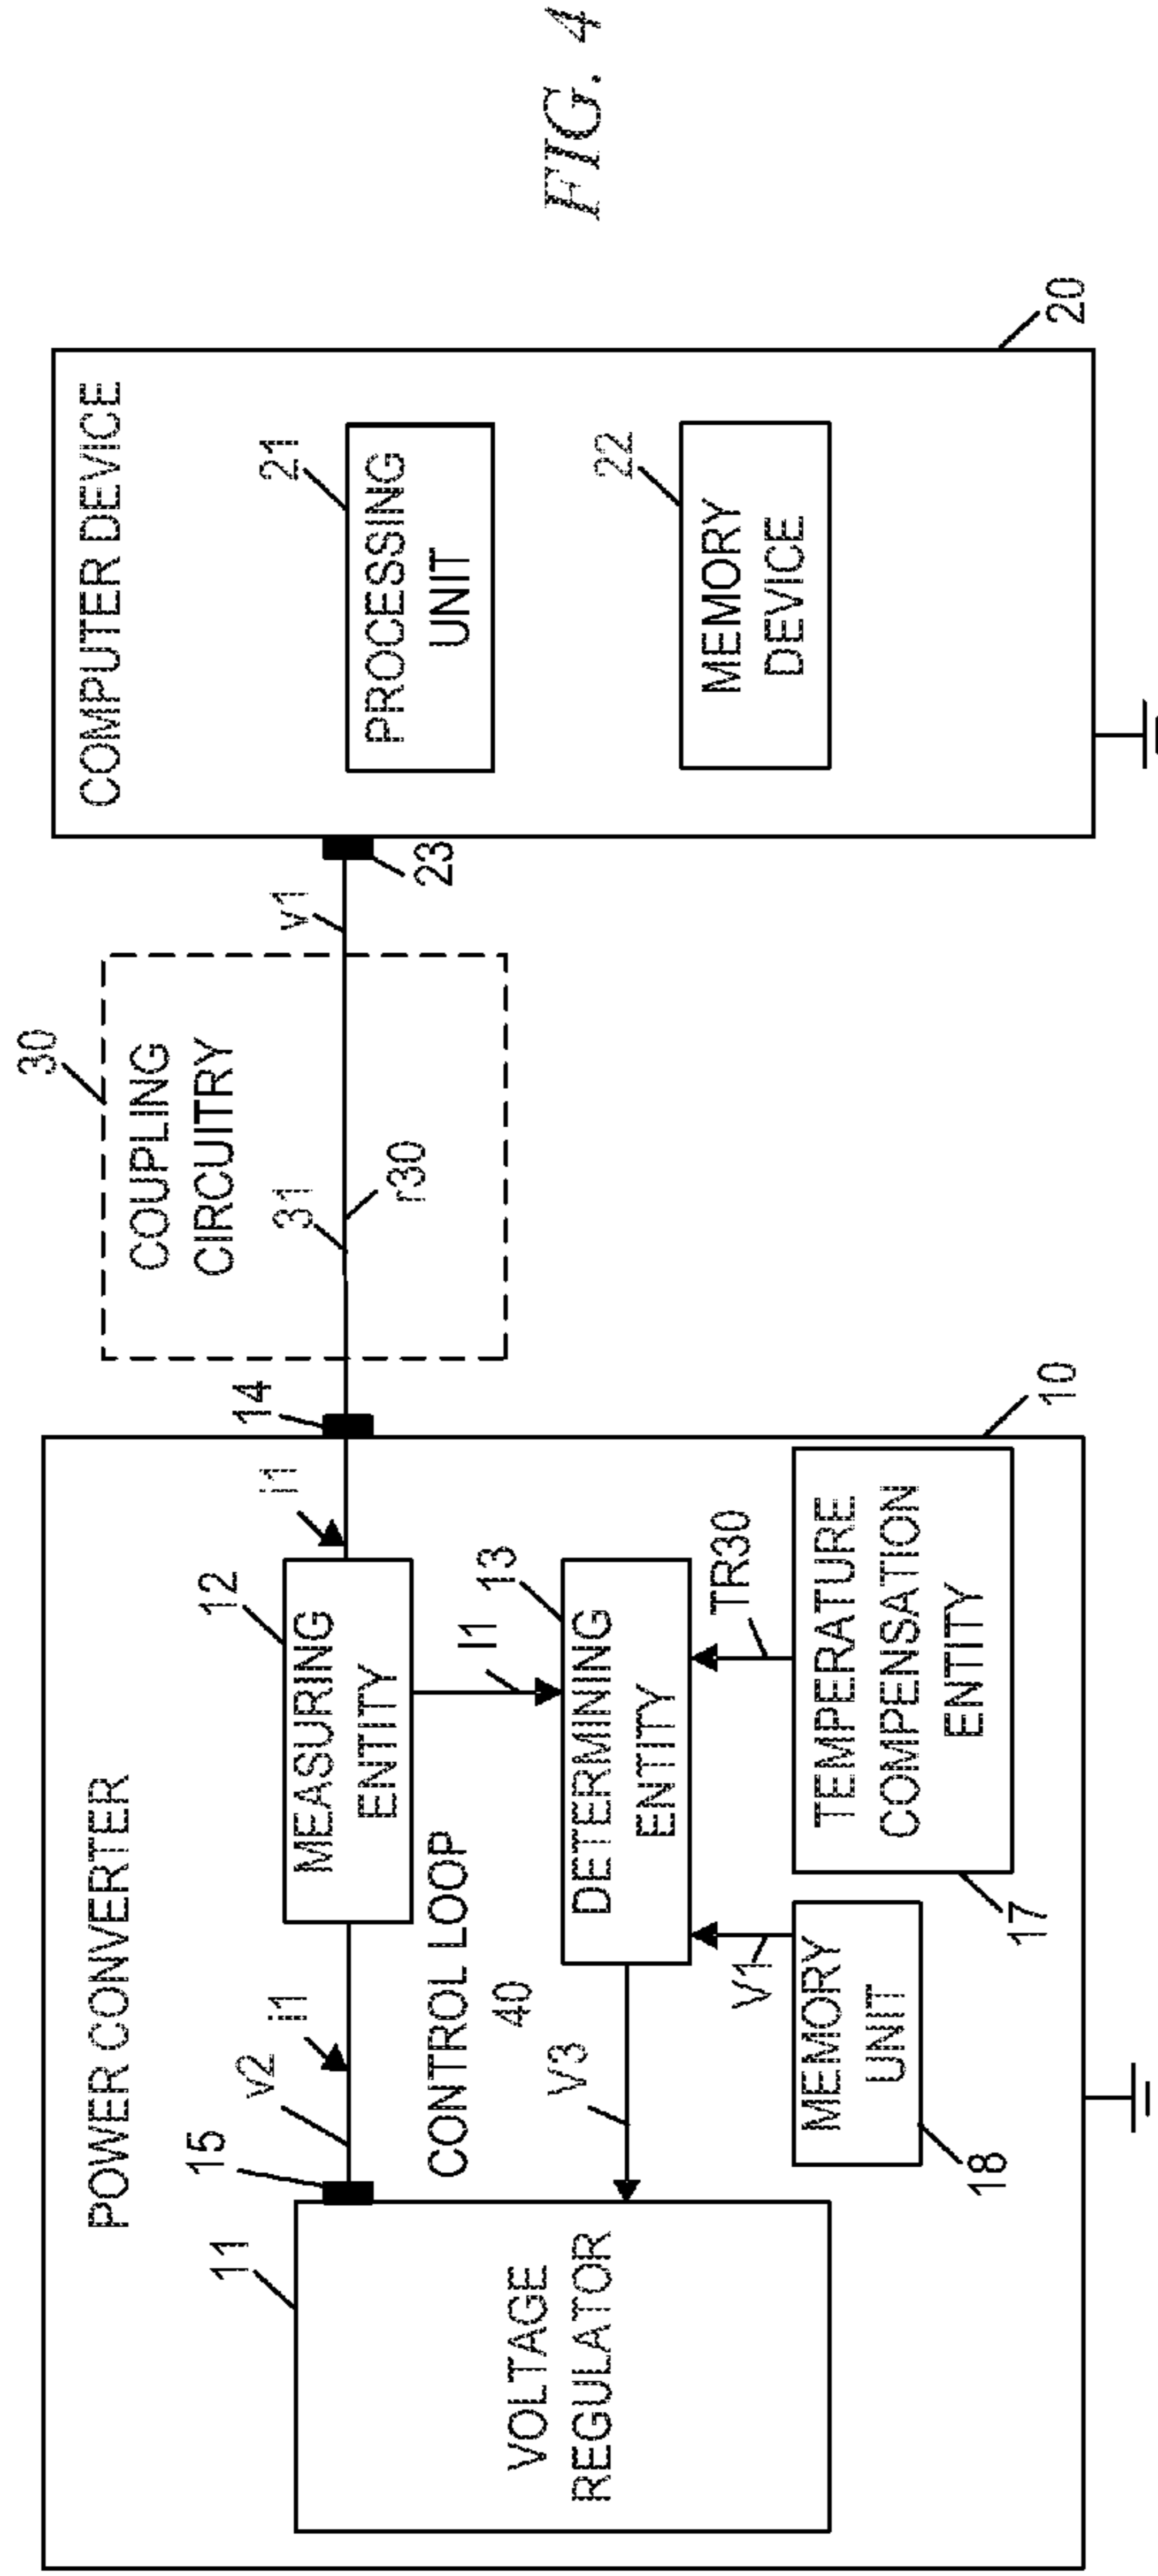 POWER CONVERTER
11
VOLTAGE
REGULATOR
15
v2
i1
CONTROL LOOP
40
V3
12
MEASURING
ENTITY
i1
I1
13
DETERMINING
ENTITY
V1
TR30
MEMORY
UNIT
18
TEMPERATURE
COMPENSATION
ENTITY
17
10
14
30
COUPLING
CIRCUITRY
31
r30
v1
23
COMPUTER DEVICE
21
PROCESSING
UNIT
22
MEMORY
DEVICE
20
FIG. 4